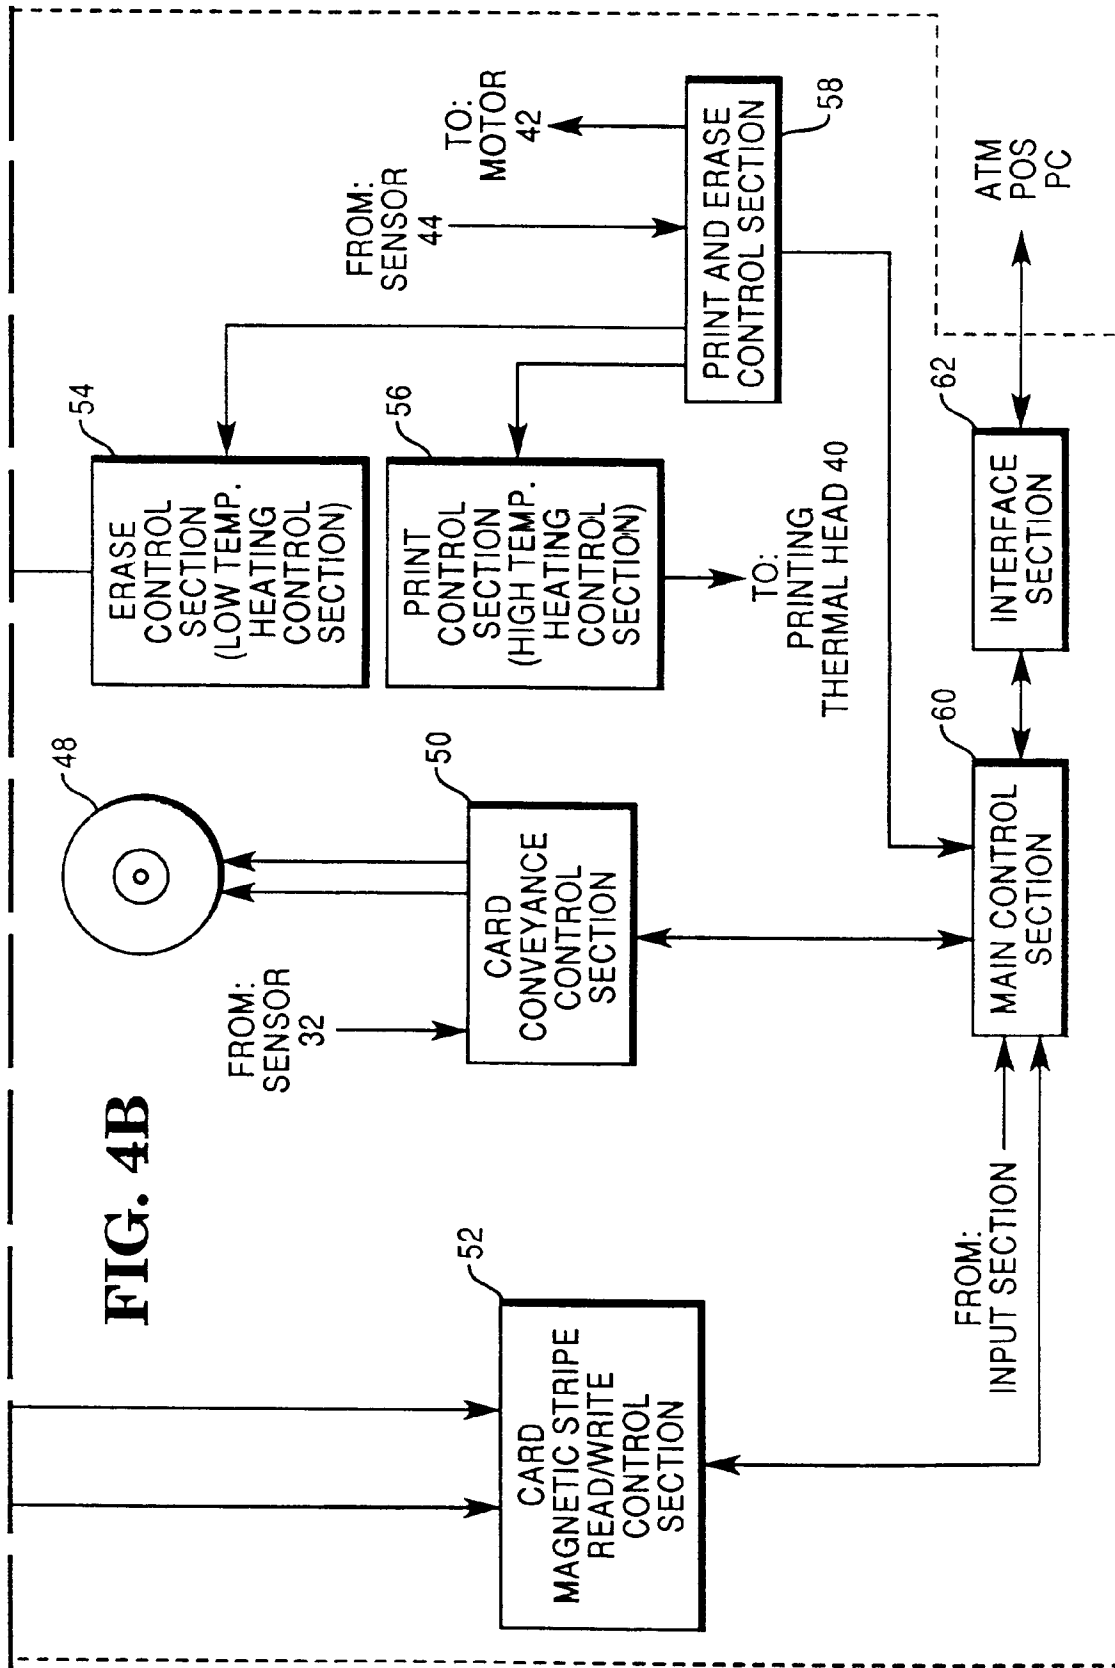 FIG. 4B
52
CARD
MAGNETIC STRIPE
READ/WRITE
CONTROL
SECTION
48
FROM:
SENSOR
32
50
CARD
CONVEYANCE
CONTROL
SECTION
54
ERASE
CONTROL
SECTION
(LOW TEMP.
HEATING
CONTROL
SECTION)
56
PRINT
CONTROL
SECTION
(HIGH TEMP.
HEATING
CONTROL
SECTION)
TO:
PRINTING
THERMAL HEAD 40
FROM:
SENSOR
44
TO:
MOTOR
42
PRINT AND ERASE
CONTROL SECTION
58
FROM:
INPUT SECTION
60
MAIN CONTROL
SECTION
62
INTERFACE
SECTION
ATM
POS
PC